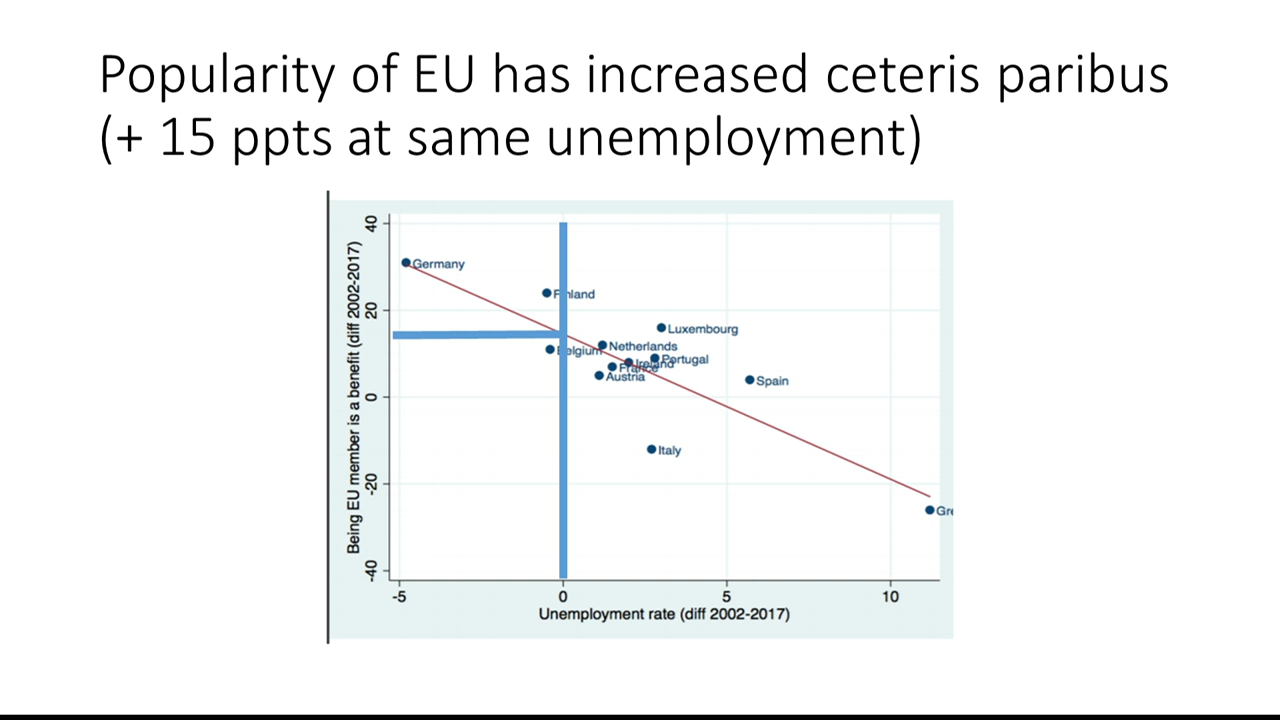 Popularity of EU has increased ceteris paribus
(+ 15 ppts at same unemployment)
Being EU member is a benefit (diff 2002-2017)
40
20
0
-20
-40
Germany
Finland
Luxembourg
Netherlands
Belgium
Portugal
Ireland
France
Austria
Spain
Italy
Gre
-5
0
5
10
Unemployment rate (diff 2002-2017)